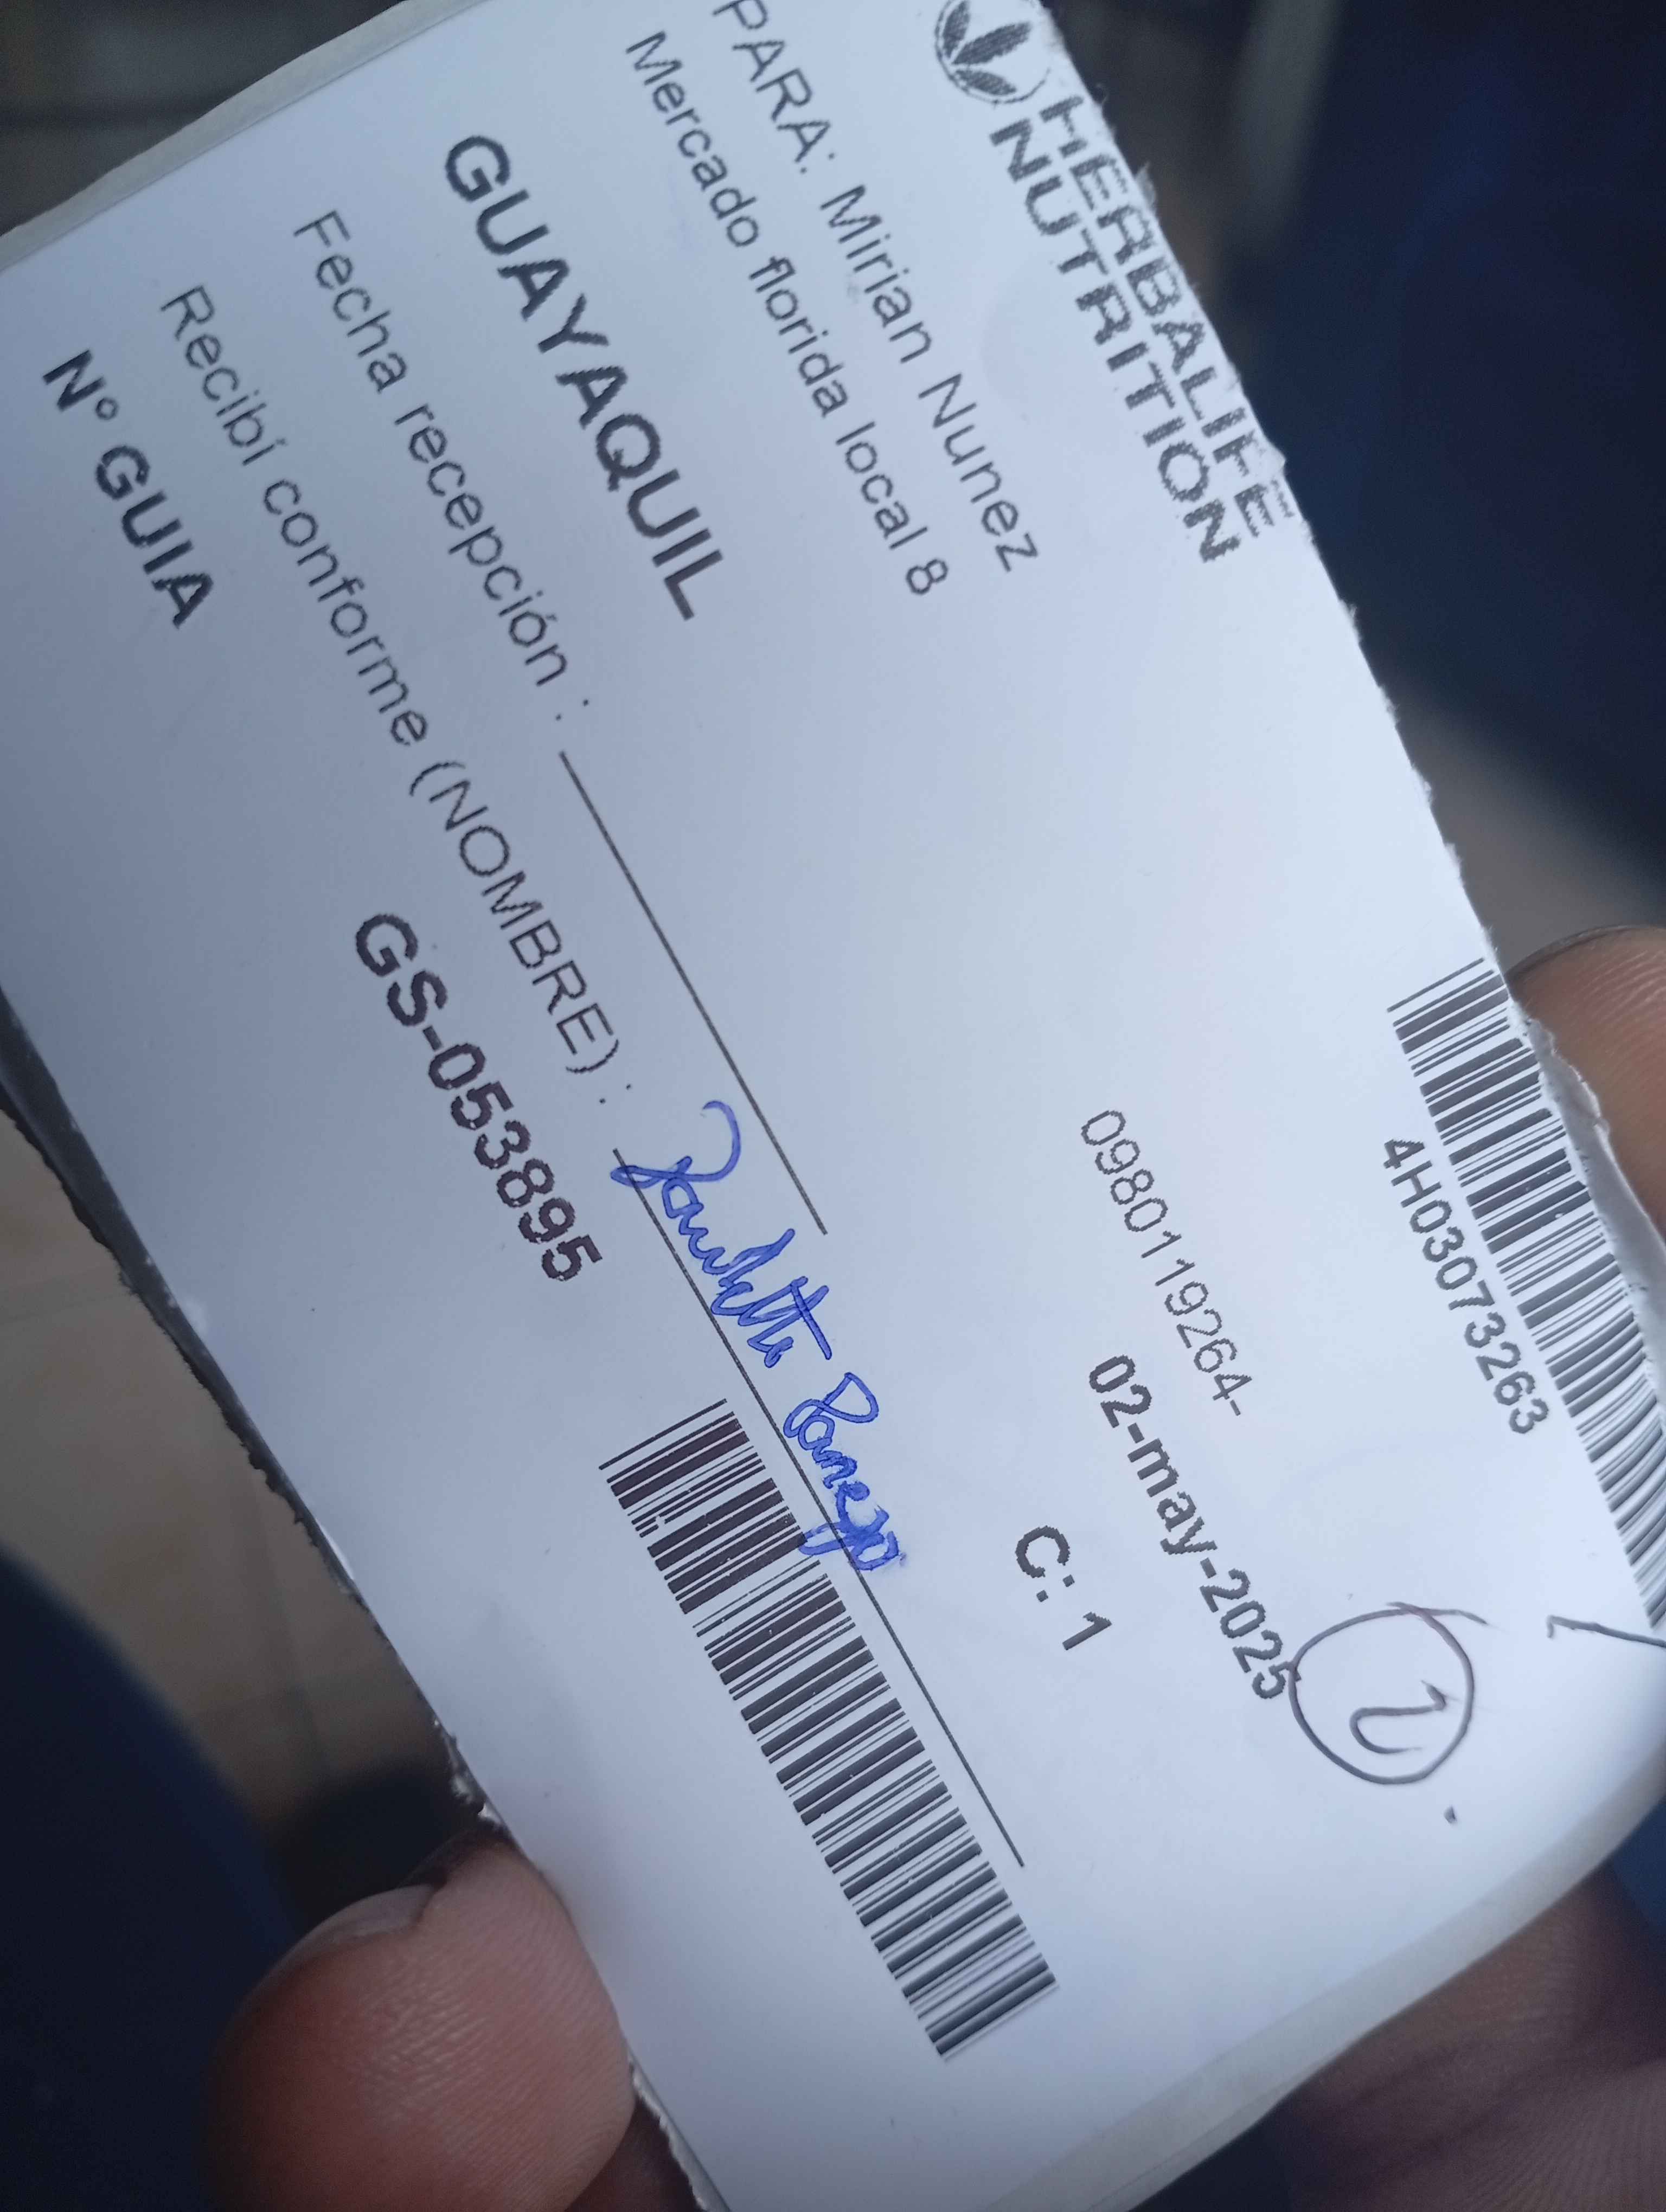 HERBALIFE
NUTRITION
4H03073263
PARA: Mirian Nunez
0980119264-
Mercado florida local 8
02-may-2025
GUAYAQUIL
C: 1
Fecha recepción :
Recibí conforme (NOMBRE) :
N° GUIA
GS-053895